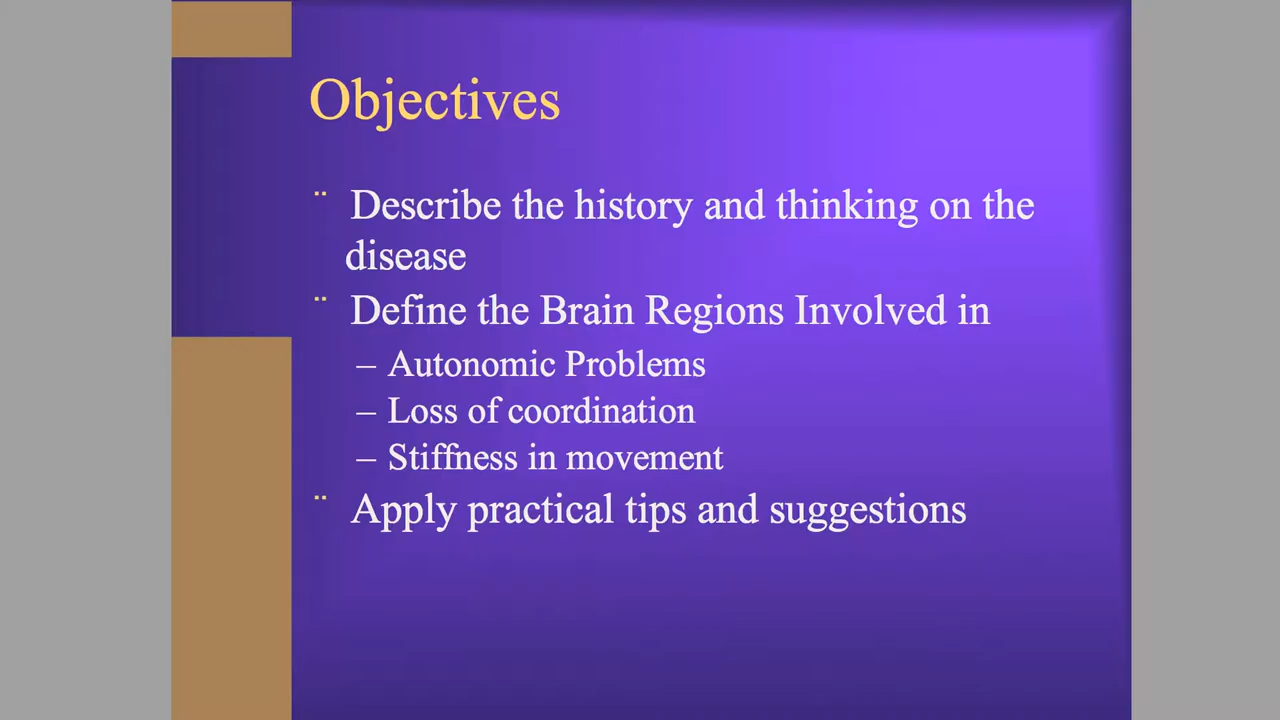 Objectives
¨ Describe the history and thinking on the
disease
¨ Define the Brain Regions Involved in
– Autonomic Problems
– Loss of coordination
– Stiffness in movement
¨ Apply practical tips and suggestions